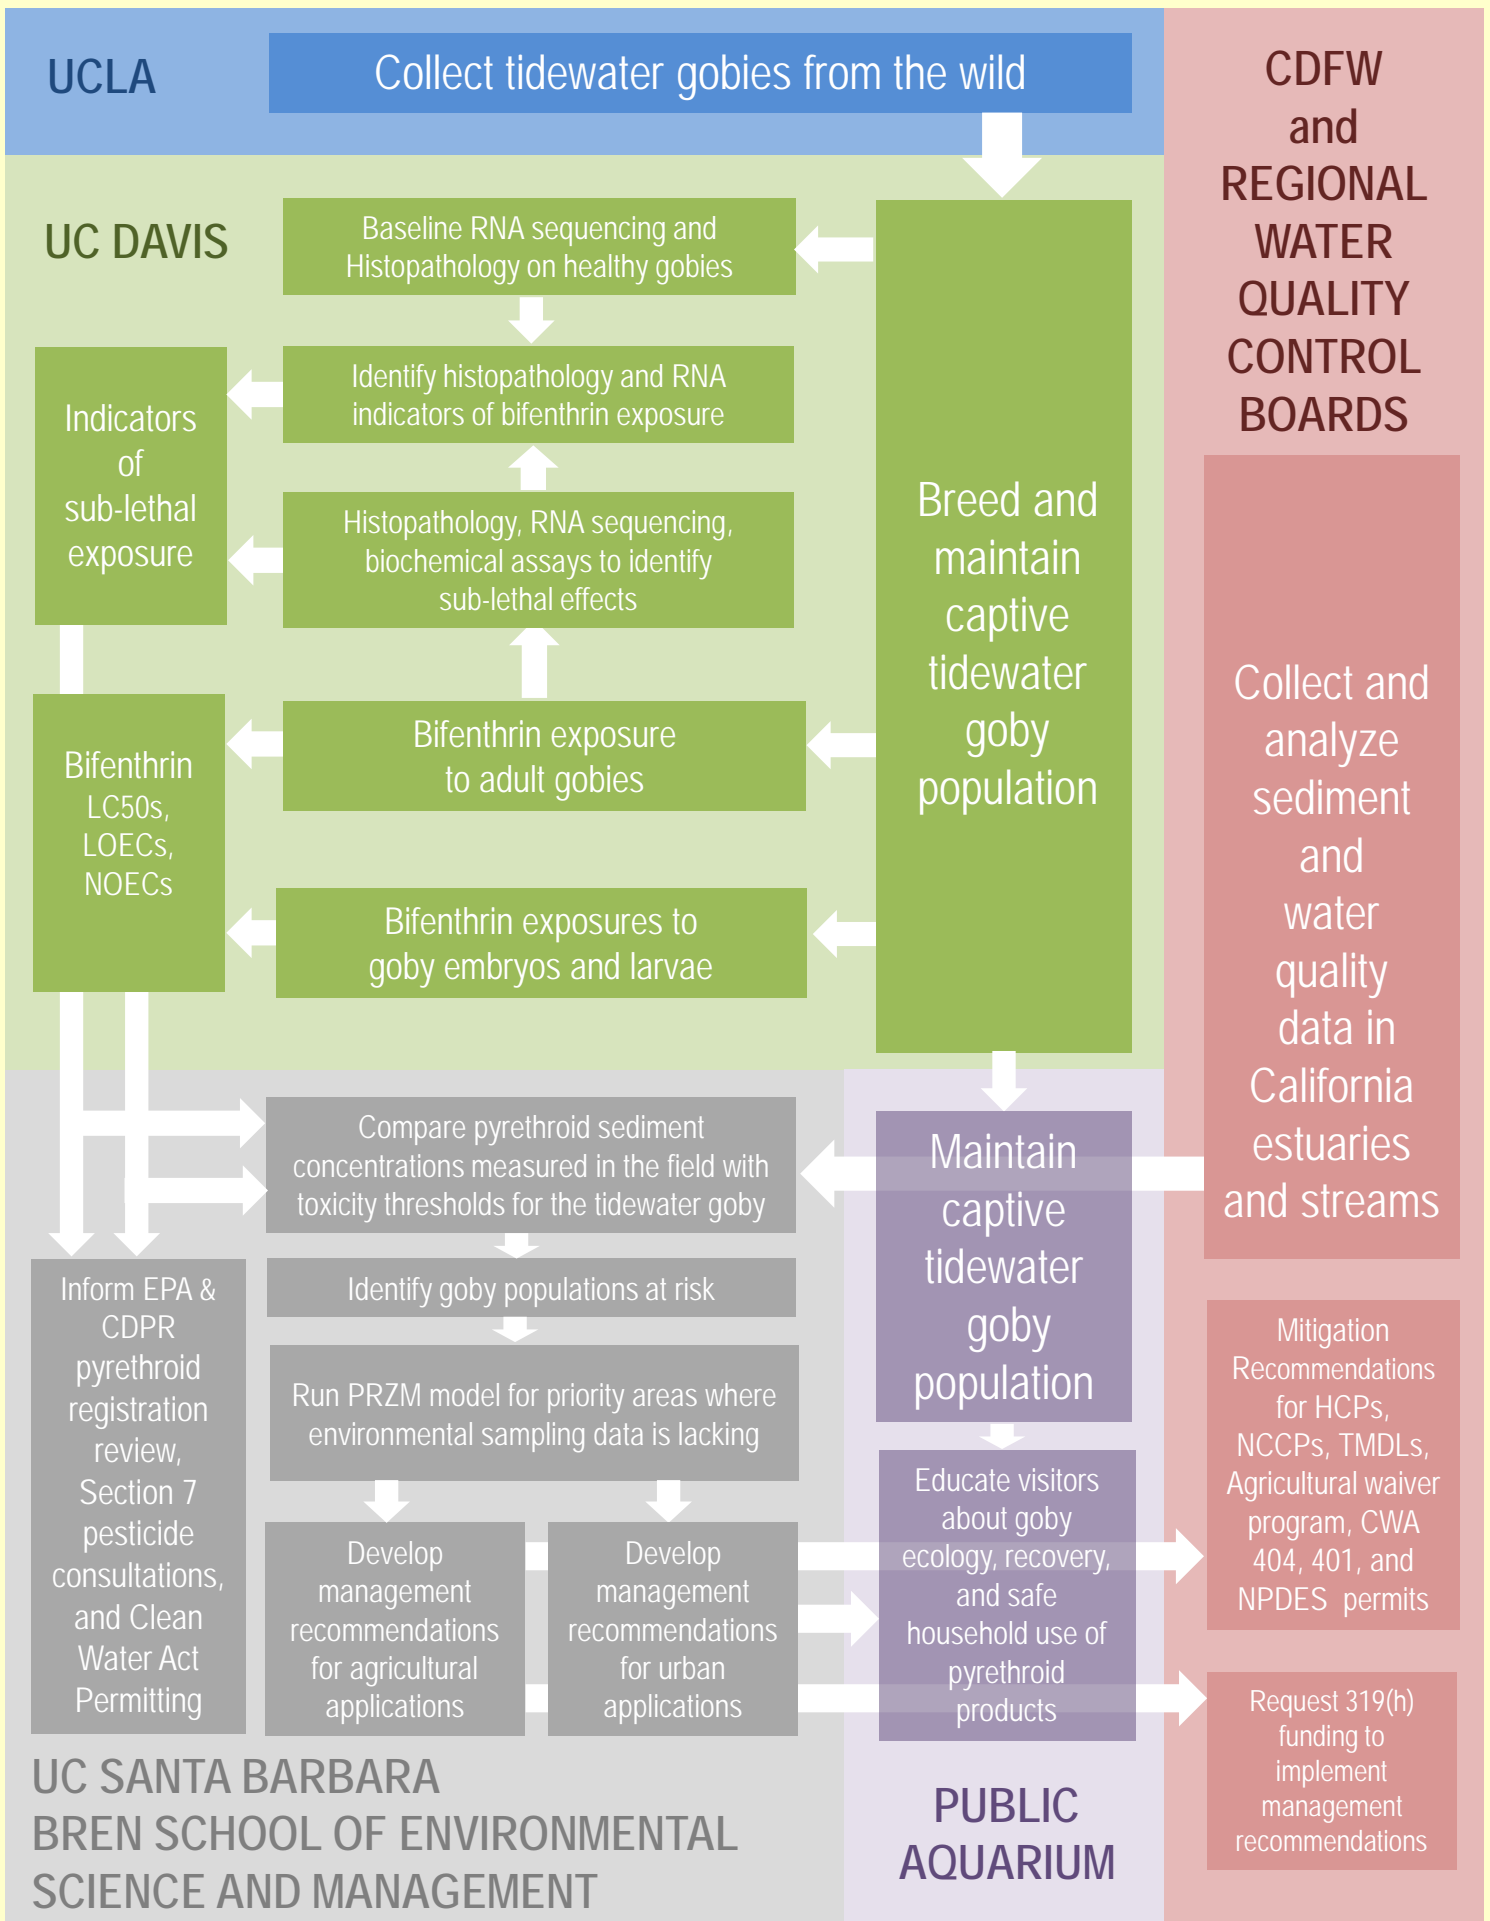 UCLA
Collect tidewater gobies from the wild
UC DAVIS
Baseline RNA sequencing and
Histopathology on healthy gobies
Identify histopathology and RNA
indicators of bifenthrin exposure
Histopathology, RNA sequencing,
biochemical assays to identify
sub-lethal effects
Bifenthrin exposure
to adult gobies
Bifenthrin exposures to
goby embryos and larvae
Indicators
of
sub-lethal
exposure
Bifenthrin
LC50s,
LOECs,
NOECs
Breed and
maintain
captive
tidewater
goby
population
CDFW
and
REGIONAL
WATER
QUALITY
CONTROL
BOARDS
Collect and
analyze
sediment
and
water
quality
data in
California
estuaries
and streams
Compare pyrethroid sediment
concentrations measured in the field with
toxicity thresholds for the tidewater goby
Identify goby populations at risk
Run PRZM model for priority areas where
environmental sampling data is lacking
Inform EPA &
CDPR
pyrethroid
registration
review,
Section 7
pesticide
consultations,
and Clean
Water Act
Permitting
Develop
management
recommendations
for agricultural
applications
Develop
management
recommendations
for urban
applications
Maintain
captive
tidewater
goby
population
Educate visitors
about goby
ecology, recovery,
and safe
household use of
pyrethroid
products
Mitigation
Recommendations
for HCPs,
NCCPs, TMDLs,
Agricultural waiver
program, CWA
404, 401, and
NPDES permits
Request 319(h)
funding to
implement
management
recommendations
UC SANTA BARBARA
BREN SCHOOL OF ENVIRONMENTAL
SCIENCE AND MANAGEMENT
PUBLIC
AQUARIUM